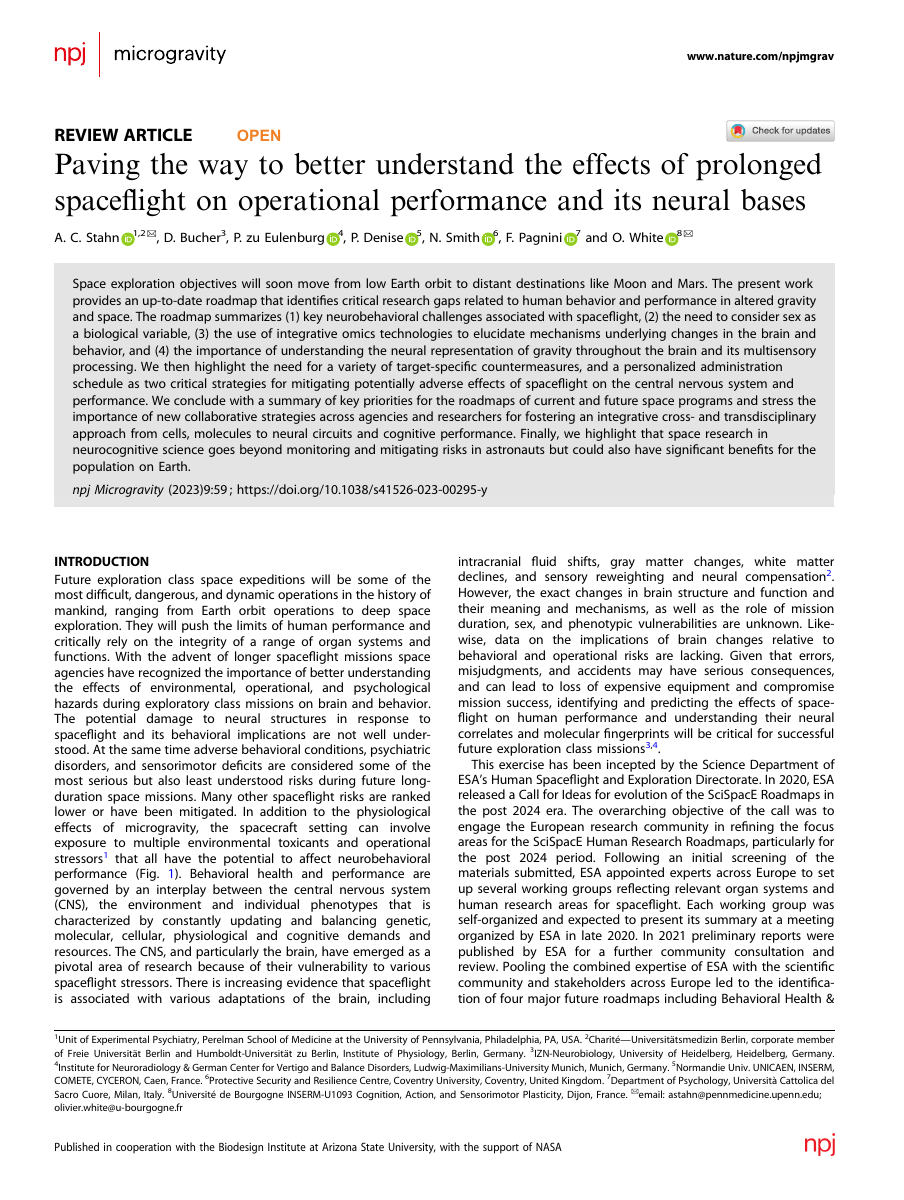 npj | microgravity
www.nature.com/npjmgrav
REVIEW ARTICLE OPEN
Check for updates
Paving the way to better understand the effects of prolonged
spaceflight on operational performance and its neural bases
A. C. Stahn iD 1,2✉, D. Bucher3, P. zu Eulenburg iD 4, P. Denise iD 5, N. Smith iD 6, F. Pagnini iD 7 and O. White iD 8✉
Space exploration objectives will soon move from low Earth orbit to distant destinations like Moon and Mars. The present work
provides an up-to-date roadmap that identifies critical research gaps related to human behavior and performance in altered gravity
and space. The roadmap summarizes (1) key neurobehavioral challenges associated with spaceflight, (2) the need to consider sex as
a biological variable, (3) the use of integrative omics technologies to elucidate mechanisms underlying changes in the brain and
behavior, and (4) the importance of understanding the neural representation of gravity throughout the brain and its multisensory
processing. We then highlight the need for a variety of target-specific countermeasures, and a personalized administration
schedule as two critical strategies for mitigating potentially adverse effects of spaceflight on the central nervous system and
performance. We conclude with a summary of key priorities for the roadmaps of current and future space programs and stress the
importance of new collaborative strategies across agencies and researchers for fostering an integrative cross- and transdisciplinary
approach from cells, molecules to neural circuits and cognitive performance. Finally, we highlight that space research in
neurocognitive science goes beyond monitoring and mitigating risks in astronauts but could also have significant benefits for the
population on Earth.
npj Microgravity (2023)9:59 ; https://doi.org/10.1038/s41526-023-00295-y
INTRODUCTION
Future exploration class space expeditions will be some of the
most difficult, dangerous, and dynamic operations in the history of
mankind, ranging from Earth orbit operations to deep space
exploration. They will push the limits of human performance and
critically rely on the integrity of a range of organ systems and
functions. With the advent of longer spaceflight missions space
agencies have recognized the importance of better understanding
the effects of environmental, operational, and psychological
hazards during exploratory class missions on brain and behavior.
The potential damage to neural structures in response to
spaceflight and its behavioral implications are not well under-
stood. At the same time adverse behavioral conditions, psychiatric
disorders, and sensorimotor deficits are considered some of the
most serious but also least understood risks during future long-
duration space missions. Many other spaceflight risks are ranked
lower or have been mitigated. In addition to the physiological
effects of microgravity, the spacecraft setting can involve
exposure to multiple environmental toxicants and operational
stressors1 that all have the potential to affect neurobehavioral
performance (Fig. 1). Behavioral health and performance are
governed by an interplay between the central nervous system
(CNS), the environment and individual phenotypes that is
characterized by constantly updating and balancing genetic,
molecular, cellular, physiological and cognitive demands and
resources. The CNS, and particularly the brain, have emerged as a
pivotal area of research because of their vulnerability to various
spaceflight stressors. There is increasing evidence that spaceflight
is associated with various adaptations of the brain, including
intracranial fluid shifts, gray matter changes, white matter
declines, and sensory reweighting and neural compensation2.
However, the exact changes in brain structure and function and
their meaning and mechanisms, as well as the role of mission
duration, sex, and phenotypic vulnerabilities are unknown. Like-
wise, data on the implications of brain changes relative to
behavioral and operational risks are lacking. Given that errors,
misjudgments, and accidents may have serious consequences,
and can lead to loss of expensive equipment and compromise
mission success, identifying and predicting the effects of space-
flight on human performance and understanding their neural
correlates and molecular fingerprints will be critical for successful
future exploration class missions3,4.
This exercise has been incepted by the Science Department of
ESA's Human Spaceflight and Exploration Directorate. In 2020, ESA
released a Call for Ideas for evolution of the SciSpacE Roadmaps in
the post 2024 era. The overarching objective of the call was to
engage the European research community in refining the focus
areas for the SciSpacE Human Research Roadmaps, particularly for
the post 2024 period. Following an initial screening of the
materials submitted, ESA appointed experts across Europe to set
up several working groups reflecting relevant organ systems and
human research areas for spaceflight. Each working group was
self-organized and expected to present its summary at a meeting
organized by ESA in late 2020. In 2021 preliminary reports were
published by ESA for a further community consultation and
review. Pooling the combined expertise of ESA with the scientific
community and stakeholders across Europe led to the identifica-
tion of four major future roadmaps including Behavioral Health &
1Unit of Experimental Psychiatry, Perelman School of Medicine at the University of Pennsylvania, Philadelphia, PA, USA. 2Charité—Universitätsmedizin Berlin, corporate member
of Freie Universität Berlin and Humboldt-Universität zu Berlin, Institute of Physiology, Berlin, Germany. 3IZN-Neurobiology, University of Heidelberg, Heidelberg, Germany.
4Institute for Neuroradiology & German Center for Vertigo and Balance Disorders, Ludwig-Maximilians-University Munich, Munich, Germany. 5Normandie Univ. UNICAEN, INSERM,
COMETE, CYCERON, Caen, France. 6Protective Security and Resilience Centre, Coventry University, Coventry, United Kingdom. 7Department of Psychology, Università Cattolica del
Sacro Cuore, Milan, Italy. 8Université de Bourgogne INSERM-U1093 Cognition, Action, and Sensorimotor Plasticity, Dijon, France. ✉email: astahn@pennmedicine.upenn.edu;
olivier.white@u-bourgogne.fr
Published in cooperation with the Biodesign Institute at Arizona State University, with the support of NASA
npj